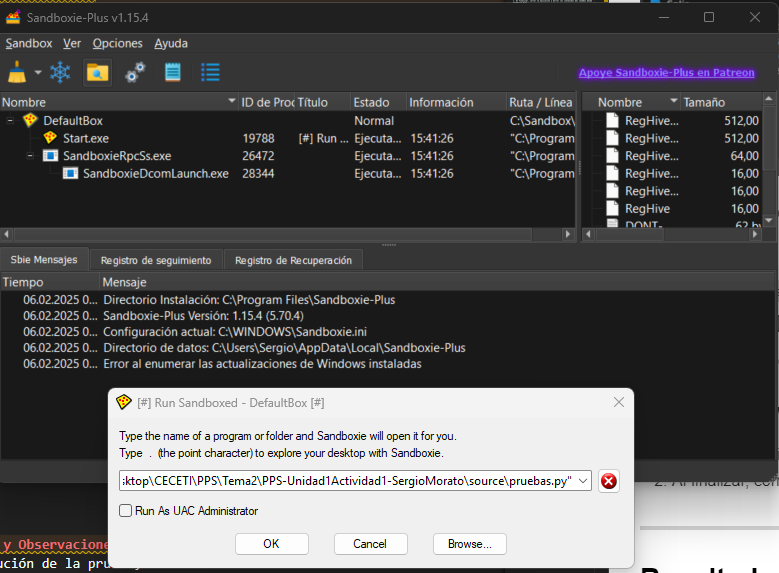 Sandboxie-Plus v1.15.4
Sandbox Ver Opciones Ayuda
Apoye Sandboxie-Plus en Patreon
Nombre ID de Proc Título Estado Información Ruta / Línea
DefaultBox Normal C:\Sandbox\
Start.exe 19788 [#] Run ... Ejecuta... 15:41:26 "C:\Program
SandboxieRpcSs.exe 26472 Ejecuta... 15:41:26 "C:\Program
SandboxieDcomLaunch.exe 28344 Ejecuta... 15:41:26 "C:\Program
Nombre Tamaño
RegHive... 512,00
RegHive... 512,00
RegHive... 64,00
RegHive... 16,00
RegHive... 16,00
RegHive 16,00
DONT- 62 by
Sbie Mensajes Registro de seguimiento Registro de Recuperación
Tiempo Mensaje
06.02.2025 0... Directorio Instalación: C:\Program Files\Sandboxie-Plus
06.02.2025 0... Sandboxie-Plus Versión: 1.15.4 (5.70.4)
06.02.2025 0... Configuración actual: C:\WINDOWS\Sandboxie.ini
06.02.2025 0... Directorio de datos: C:\Users\Sergio\AppData\Local\Sandboxie-Plus
06.02.2025 0... Error al enumerar las actualizaciones de Windows instaladas
[#] Run Sandboxed - DefaultBox [#]
Type the name of a program or folder and Sandboxie will open it for you.
Type . (the point character) to explore your desktop with Sandboxie.
sktop\CECETI\PPS\Tema2\PPS-Unidad1Actividad1-SergioMorato\source\pruebas.py"
Run As UAC Administrator
OK Cancel Browse...
2. Al finalizar, con
y Observacione
ución de la pru